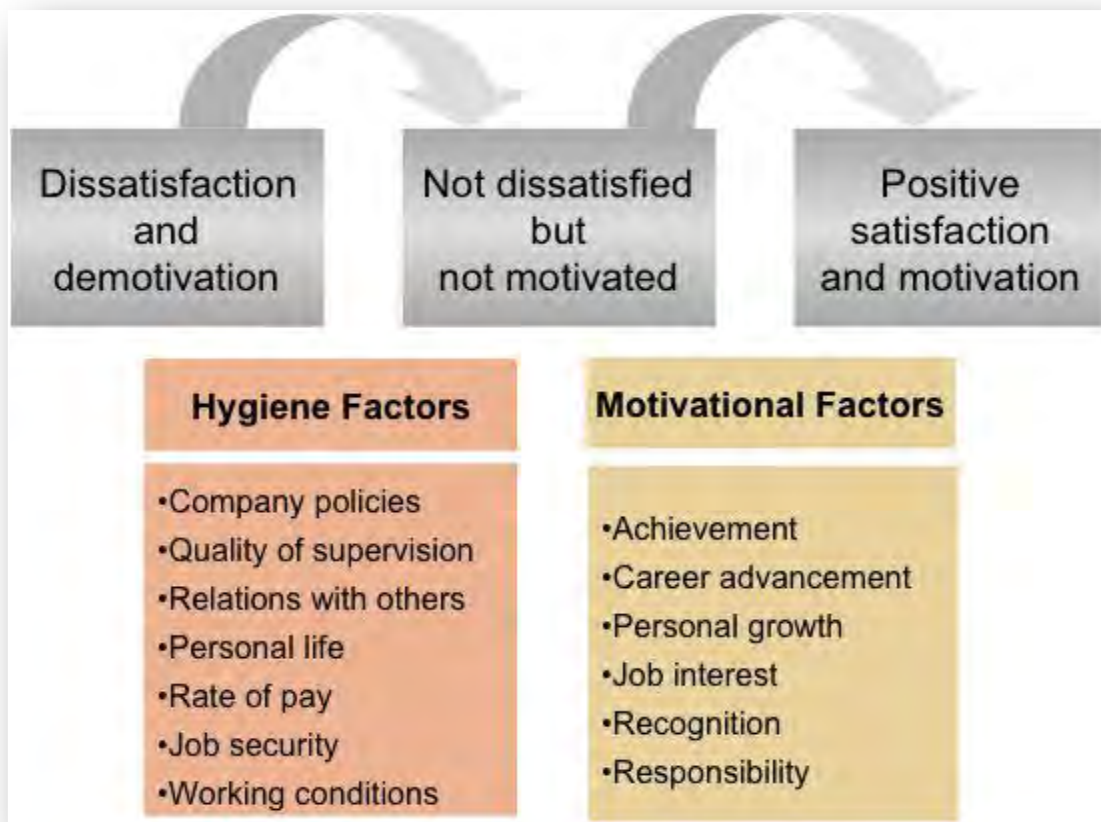 Dissatisfaction
and
demotivation
Not dissatisfied
but
not motivated
Positive
satisfaction
and motivation
Hygiene Factors
•Company policies
•Quality of supervision
•Relations with others
•Personal life
•Rate of pay
•Job security
•Working conditions
Motivational Factors
•Achievement
•Career advancement
•Personal growth
•Job interest
•Recognition
•Responsibility